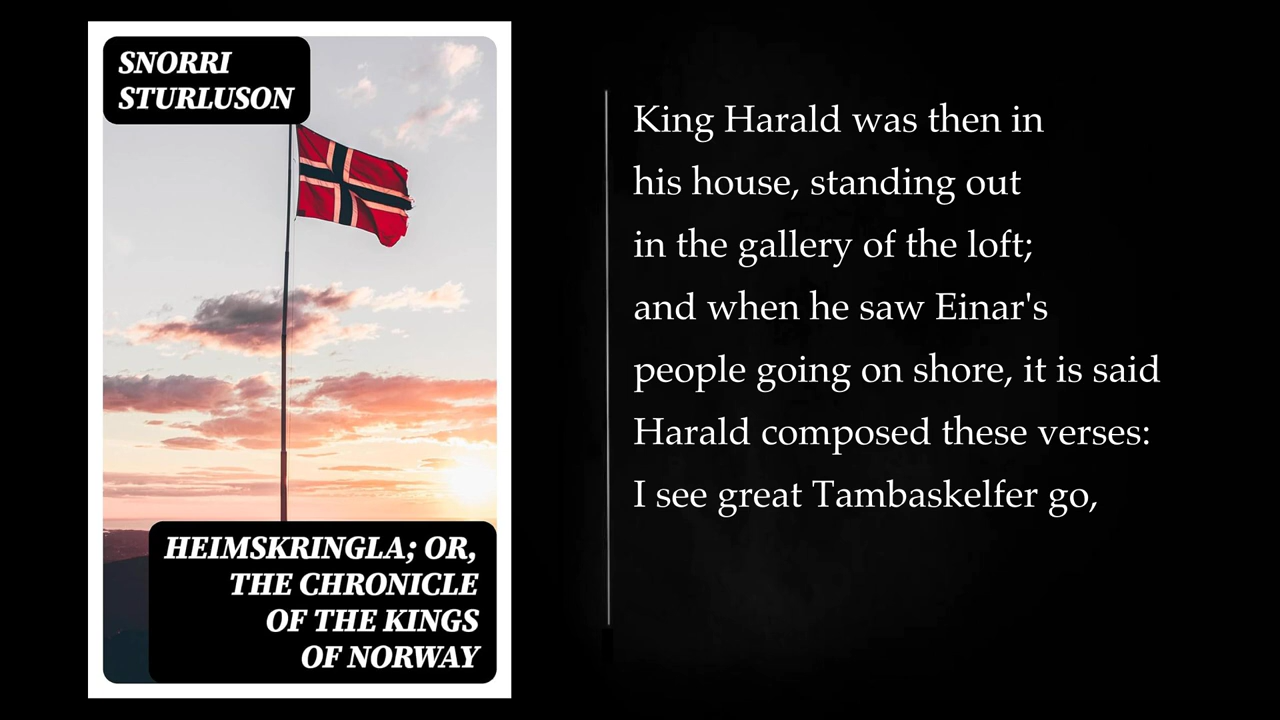 SNORRI
STURLUSON
HEIMSKRINGLA; OR,
THE CHRONICLE
OF THE KINGS
OF NORWAY
King Harald was then in
his house, standing out
in the gallery of the loft;
and when he saw Einar's
people going on shore, it is said
Harald composed these verses:
I see great Tambaskelfer go,